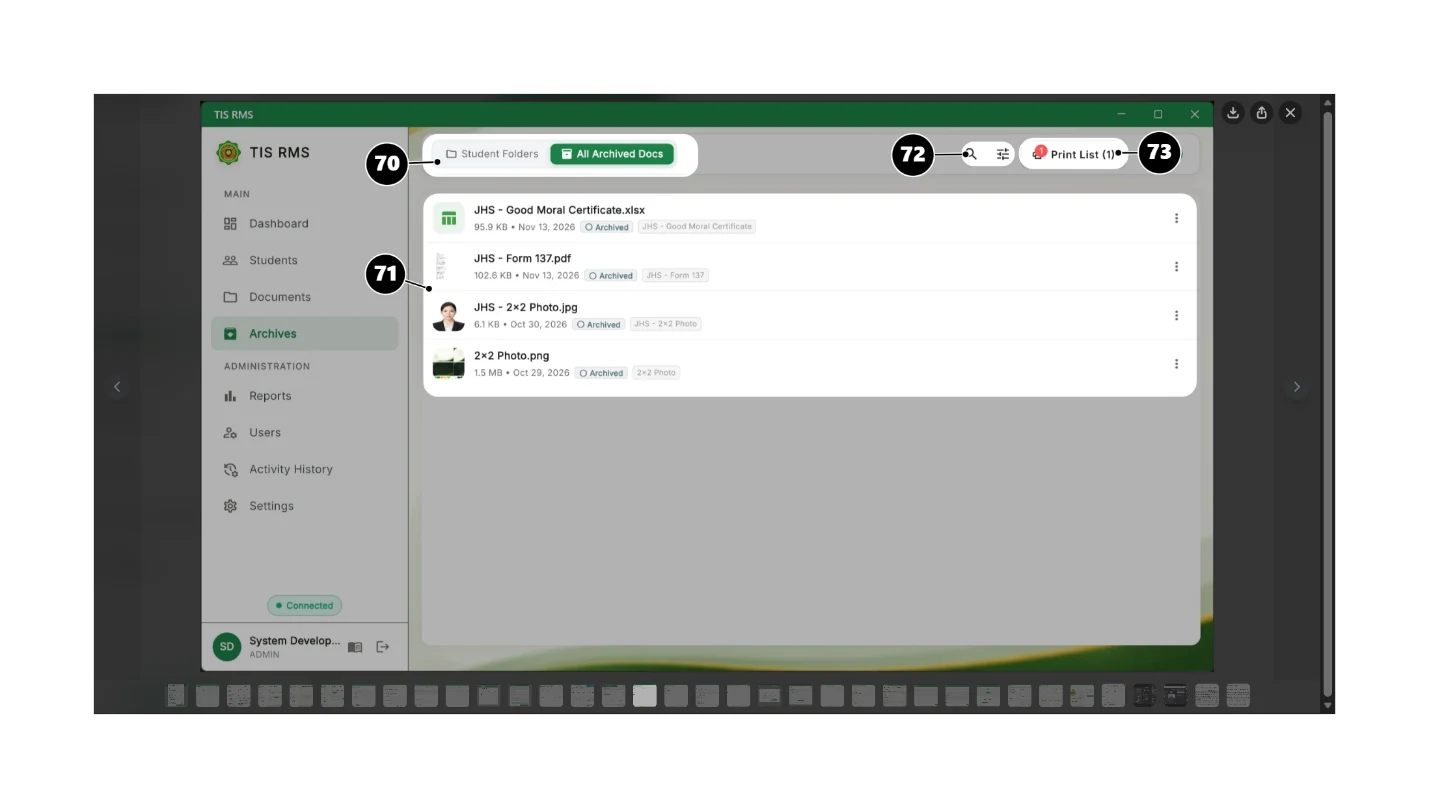 TIS RMS
TIS RMS
MAIN
Dashboard
Students
Documents
Archives
ADMINISTRATION
Reports
Users
Activity History
Settings
Connected
SD
System Develop...
ADMIN
70
Student Folders
All Archived Docs
72
1
Print List (1)
73
71
JHS - Good Moral Certificate.xlsx
95.9 KB • Nov 13, 2026 Archived JHS - Good Moral Certificate
JHS - Form 137.pdf
102.6 KB • Nov 13, 2026 Archived JHS - Form 137
JHS - 2×2 Photo.jpg
6.1 KB • Oct 30, 2026 Archived JHS - 2×2 Photo
2×2 Photo.png
1.5 MB • Oct 29, 2026 Archived 2×2 Photo